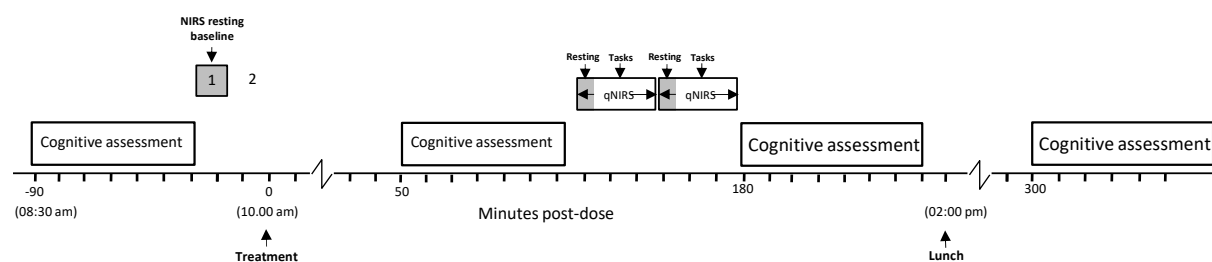 NIRS resting
baseline
1 2
Resting Tasks Resting Tasks
qNIRS qNIRS
Cognitive assessment Cognitive assessment Cognitive assessment Cognitive assessment
-90 0 50 180 300
(08:30 am) (10.00 am) Minutes post-dose (02:00 pm)
Treatment Lunch